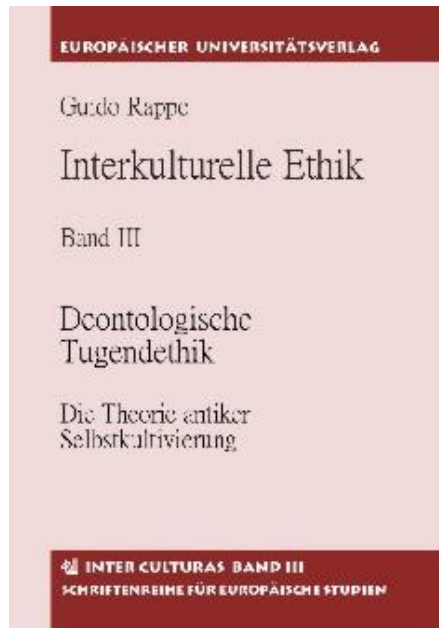 EUROPÄISCHER UNIVERSITÄTSVERLAG
Guido Rappe
Interkulturelle Ethik
Band III
Deontologische
Tugendethik
Die Theorie antiker
Selbstkultivierung
INTER CULTURAS BAND III
SCHRIFTENREIHE FÜR EUROPÄISCHE STUDIEN